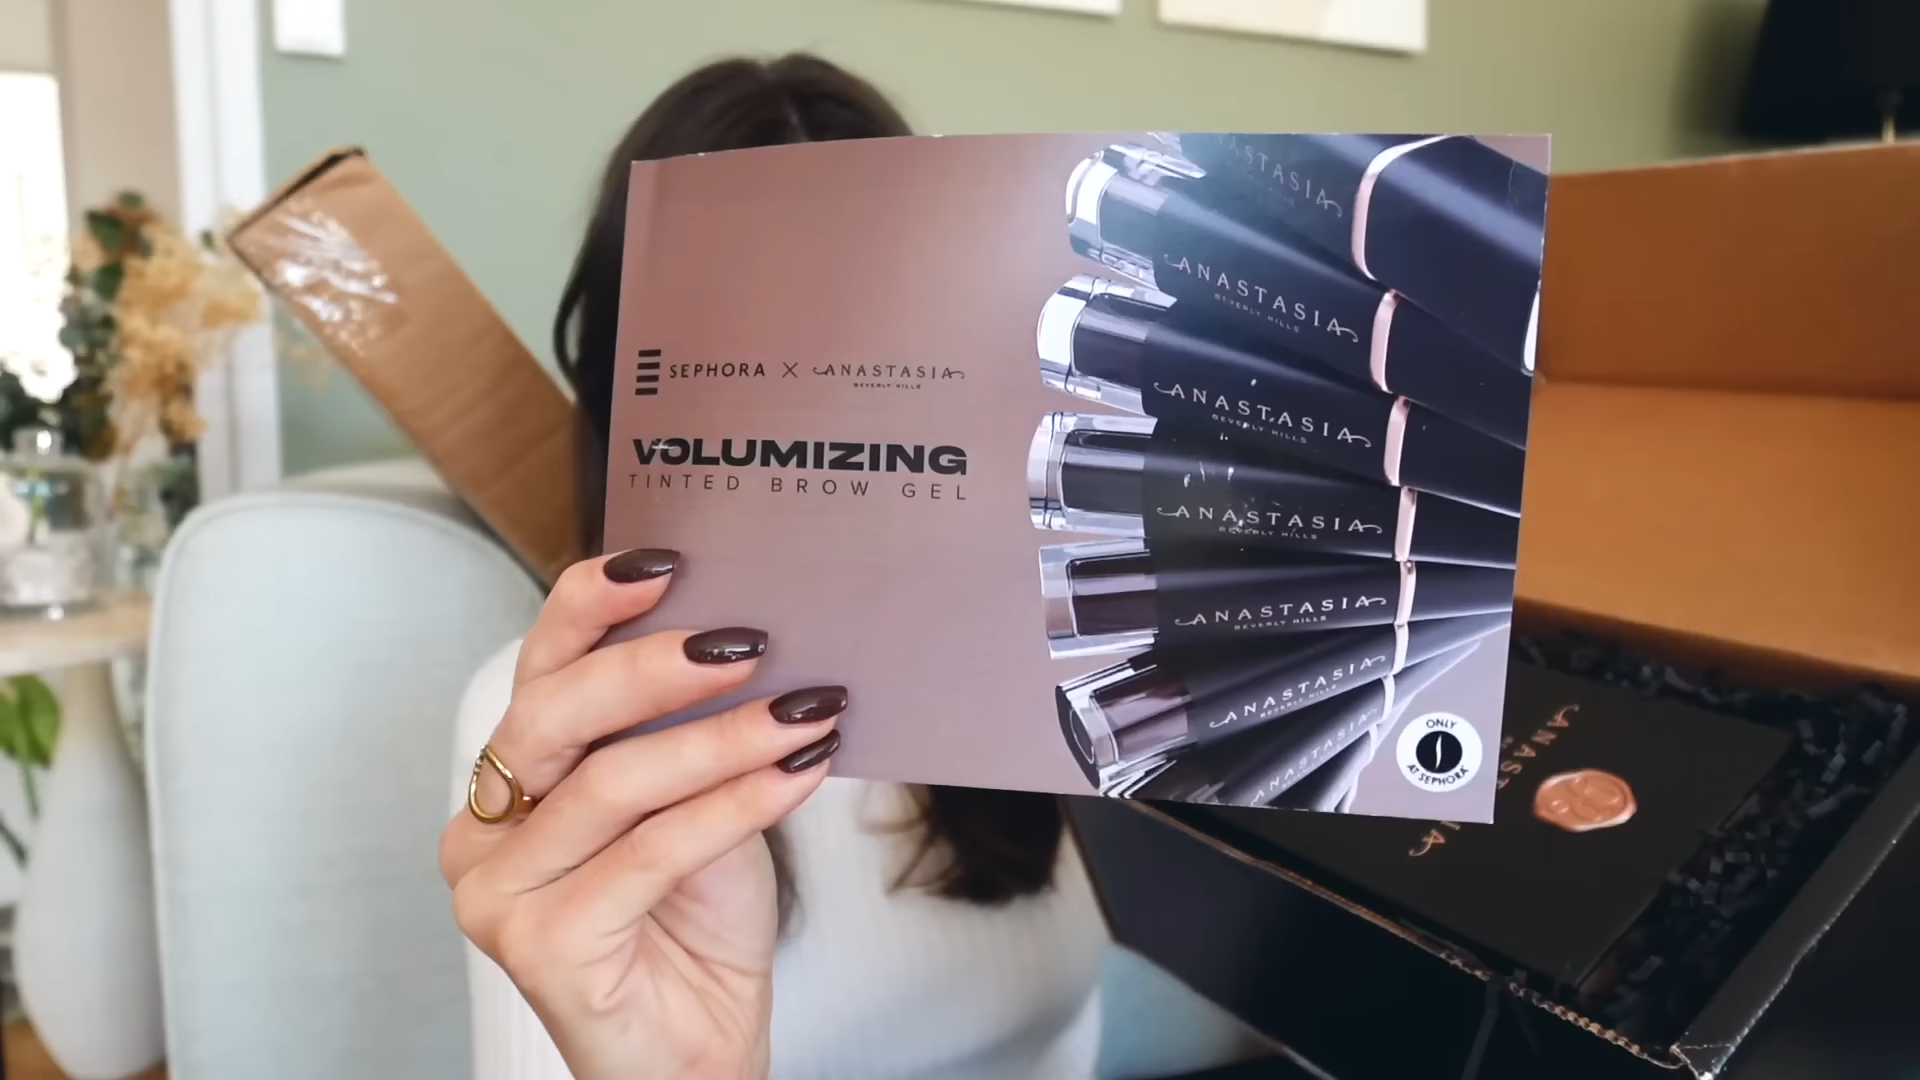 SEPHORA X ANASTASIA
BEVERLY HILLS
VOLUMIZING
TINTED BROW GEL
ANASTASIA
ANASTASIA
BEVERLY HILLS
ANASTASIA
BEVERLY HILLS
ANASTASIA
BEVERLY HILLS
ANASTASIA
BEVERLY HILLS
ANASTASIA
BEVERLY HILLS
ANASTASIA
ONLY
AT SEPHORA